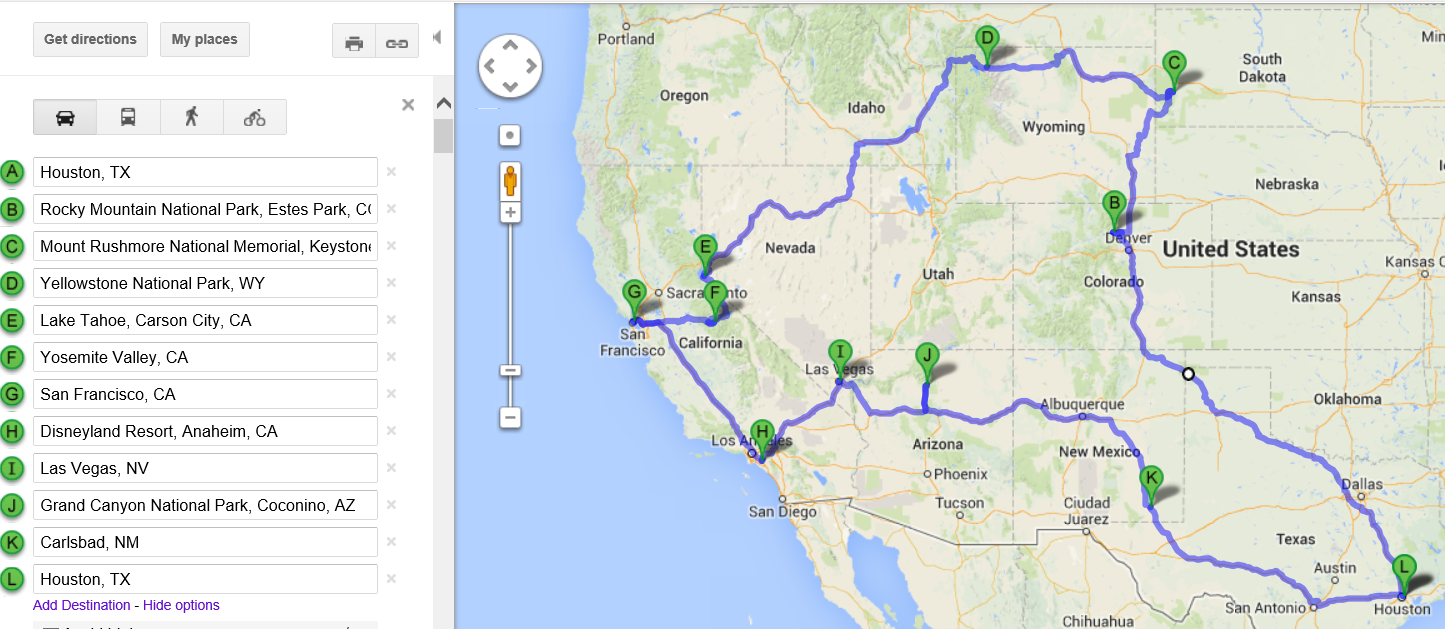 Get directions
My places
A Houston, TX
B Rocky Mountain National Park, Estes Park, CO
C Mount Rushmore National Memorial, Keystone
D Yellowstone National Park, WY
E Lake Tahoe, Carson City, CA
F Yosemite Valley, CA
G San Francisco, CA
H Disneyland Resort, Anaheim, CA
I Las Vegas, NV
J Grand Canyon National Park, Coconino, AZ
K Carlsbad, NM
L Houston, TX
Add Destination - Hide options
Portland
D
C
South
Dakota
Oregon
Idaho
Wyoming
Nebraska
B
Denver
United States
E
Nevada
Utah
Colorado
Kansas C
Kansas
G
F
San
Francisco
California
I
J
Las Vegas
Albuquerque
Oklahoma
H
Los Angeles
Arizona
New Mexico
Phoenix
K
Dallas
San Diego
Tucson
Ciudad
Juarez
Texas
L
Austin
San Antonio
Houston
Chihuahua